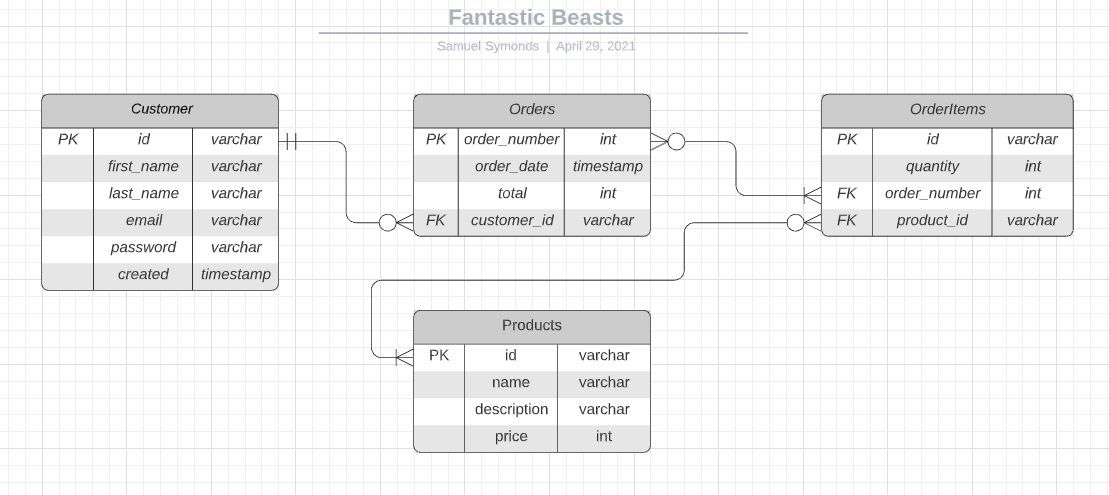 Fantastic Beasts
Samuel Symonds | April 29, 2021
Customer
PK id varchar
first_name varchar
last_name varchar
email varchar
password varchar
created timestamp
Orders
PK order_number int
order_date timestamp
total int
FK customer_id varchar
OrderItems
PK id varchar
quantity int
FK order_number int
FK product_id varchar
Products
PK id varchar
name varchar
description varchar
price int